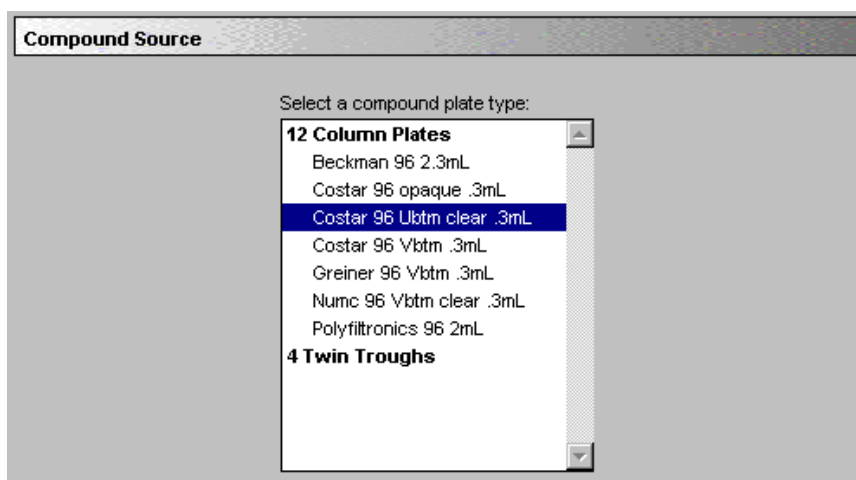 Compound Source
Select a compound plate type:
12 Column Plates
Beckman 96 2.3mL
Costar 96 opaque .3mL
Costar 96 Ubtm clear .3mL
Costar 96 Vbtm .3mL
Greiner 96 Vbtm .3mL
Numc 96 Vbtm clear .3mL
Polyfiltronics 96 2mL
4 Twin Troughs